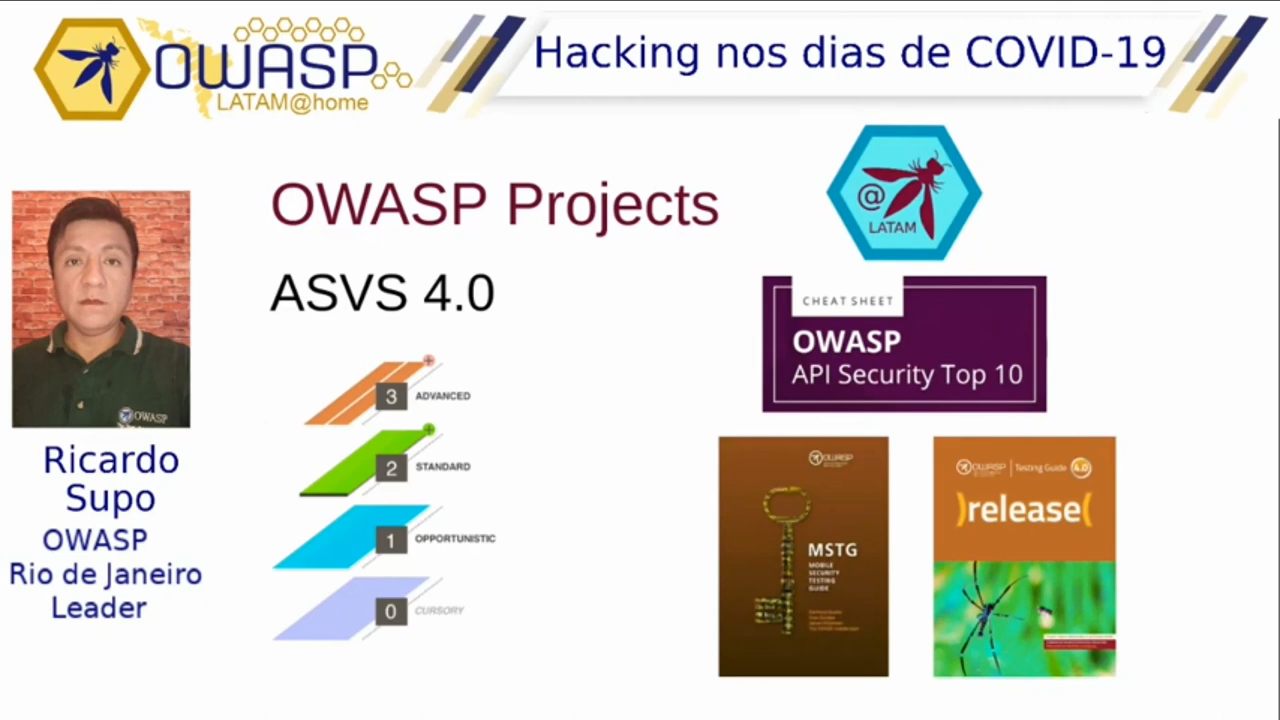 OWASP
LATAM@home
Hacking nos dias de COVID-19
OWASP
Ricardo
Supo
OWASP
Rio de Janeiro
Leader
OWASP Projects
ASVS 4.0
3 ADVANCED
2 STANDARD
1 OPPORTUNISTIC
0 CURSORY
@
LATAM
CHEAT SHEET
OWASP
API Security Top 10
OWASP
MSTG
MOBILE
SECURITY
TESTING
GUIDE
OWASP Testing Guide 4.0
)release(